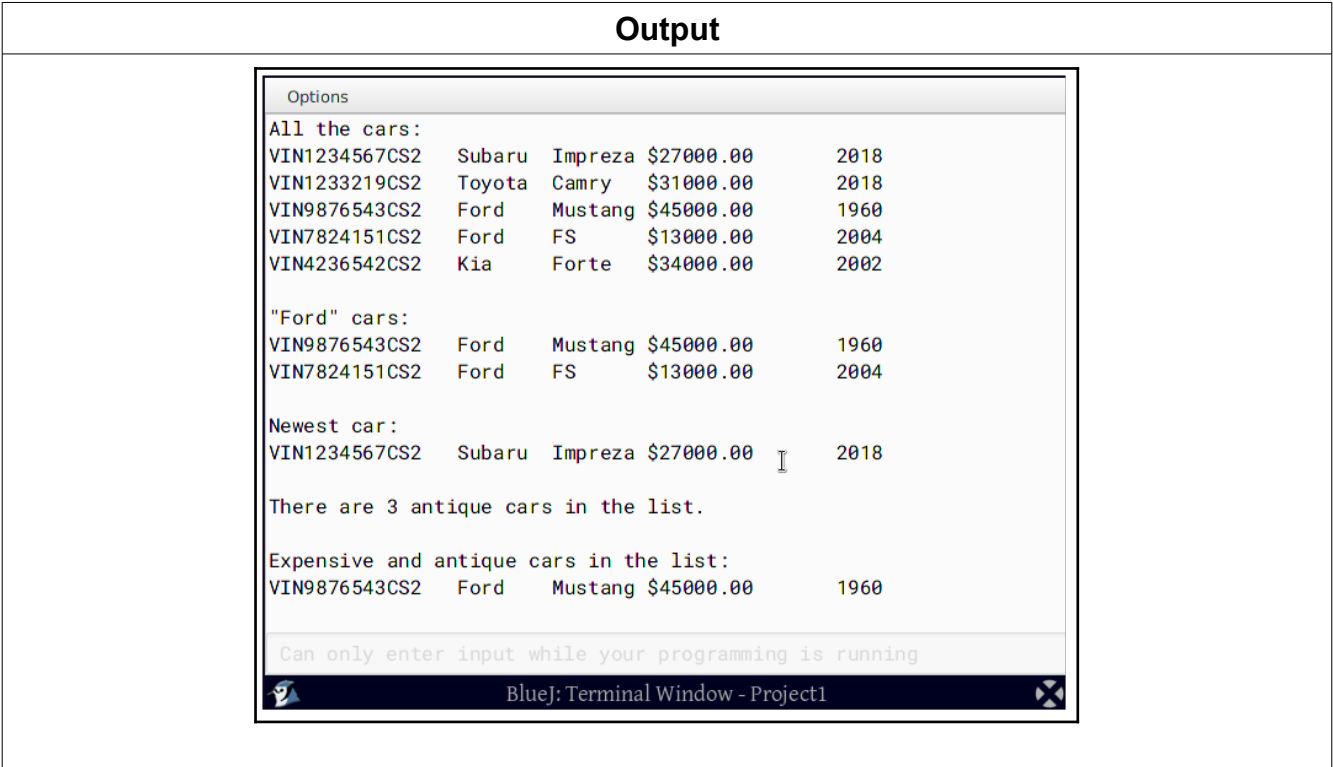 Output
Options
All the cars:
VIN1234567CS2   Subaru  Impreza $27000.00       2018
VIN1233219CS2   Toyota  Camry   $31000.00       2018
VIN9876543CS2   Ford    Mustang $45000.00       1960
VIN7824151CS2   Ford    FS      $13000.00       2004
VIN4236542CS2   Kia     Forte   $34000.00       2002
"Ford" cars:
VIN9876543CS2   Ford    Mustang $45000.00       1960
VIN7824151CS2   Ford    FS      $13000.00       2004
Newest car:
VIN1234567CS2   Subaru  Impreza $27000.00       2018
There are 3 antique cars in the list.
Expensive and antique cars in the list:
VIN9876543CS2   Ford    Mustang $45000.00       1960
Can only enter input while your programming is running
BlueJ: Terminal Window - Project1